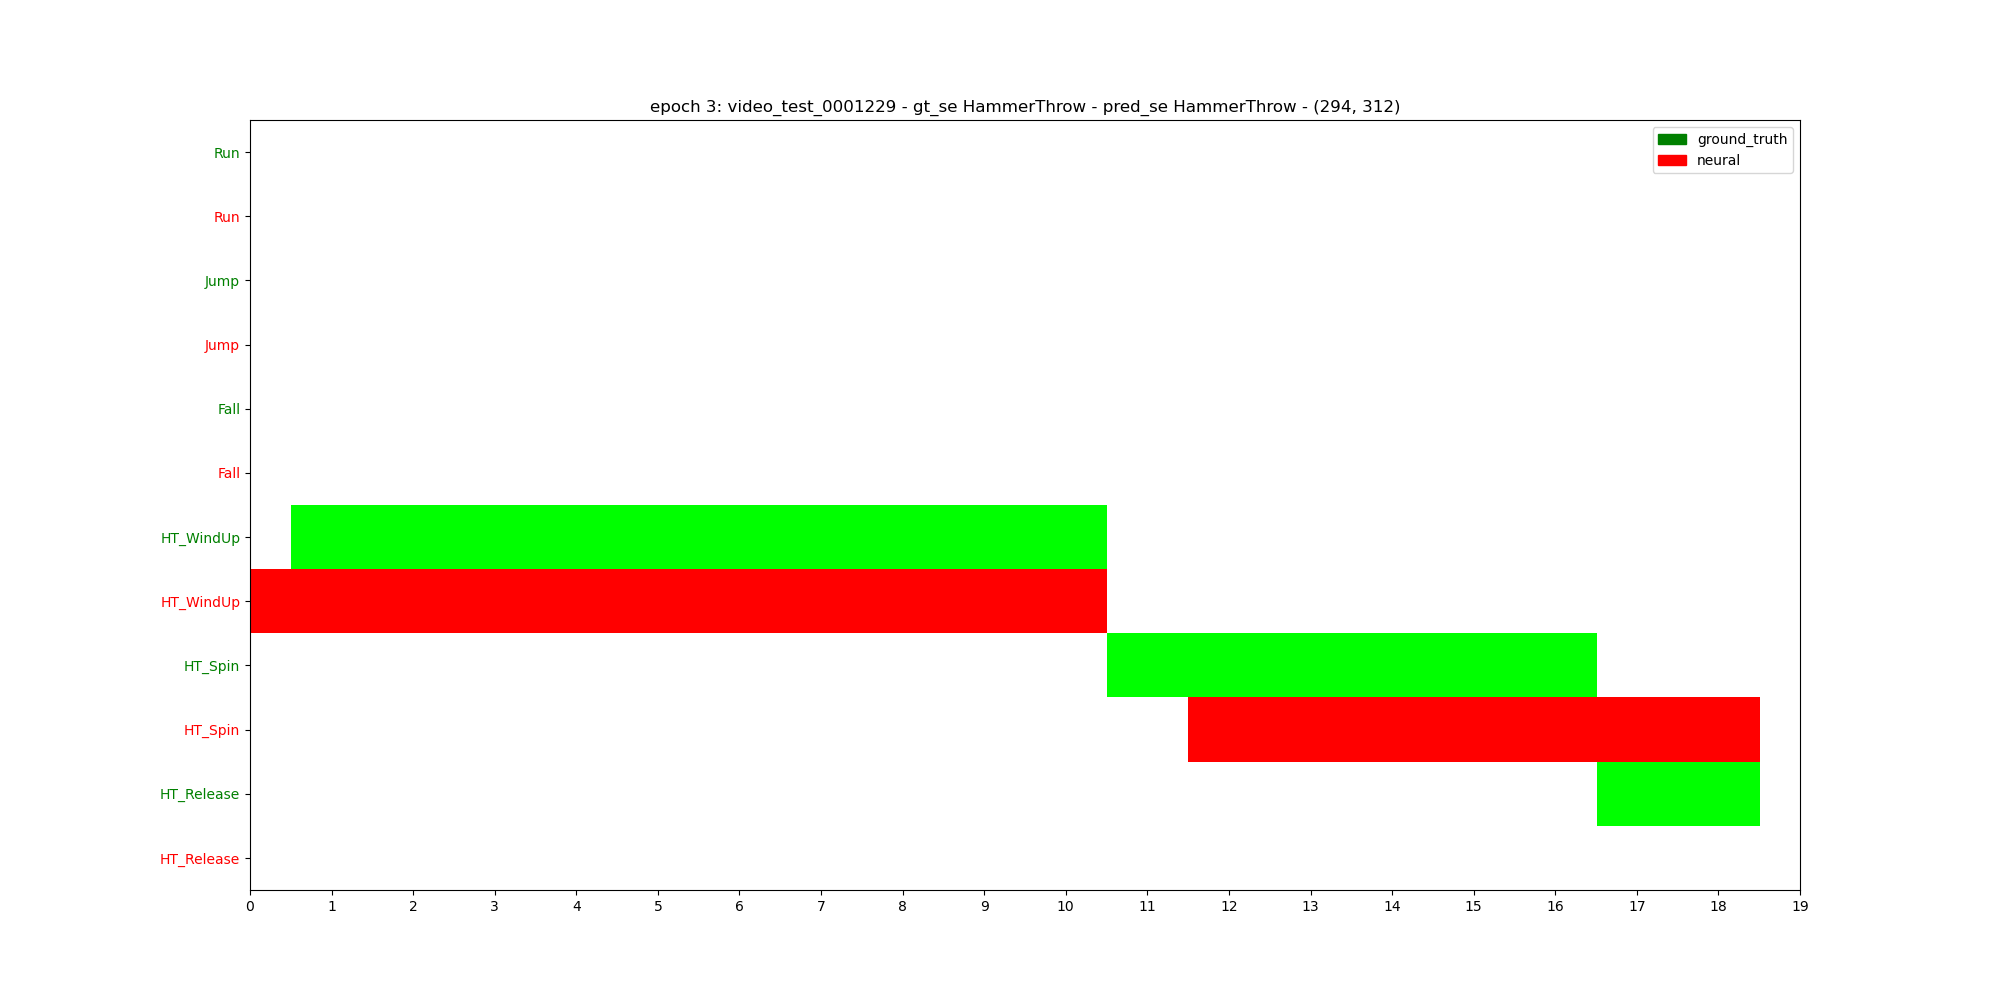 epoch 3: video_test_0001229 - gt_se HammerThrow - pred_se HammerThrow - (294, 312)
ground_truth
neural
Run
Run
Jump
Jump
Fall
Fall
HT_WindUp
HT_WindUp
HT_Spin
HT_Spin
HT_Release
HT_Release
0 1 2 3 4 5 6 7 8 9 10 11 12 13 14 15 16 17 18 19